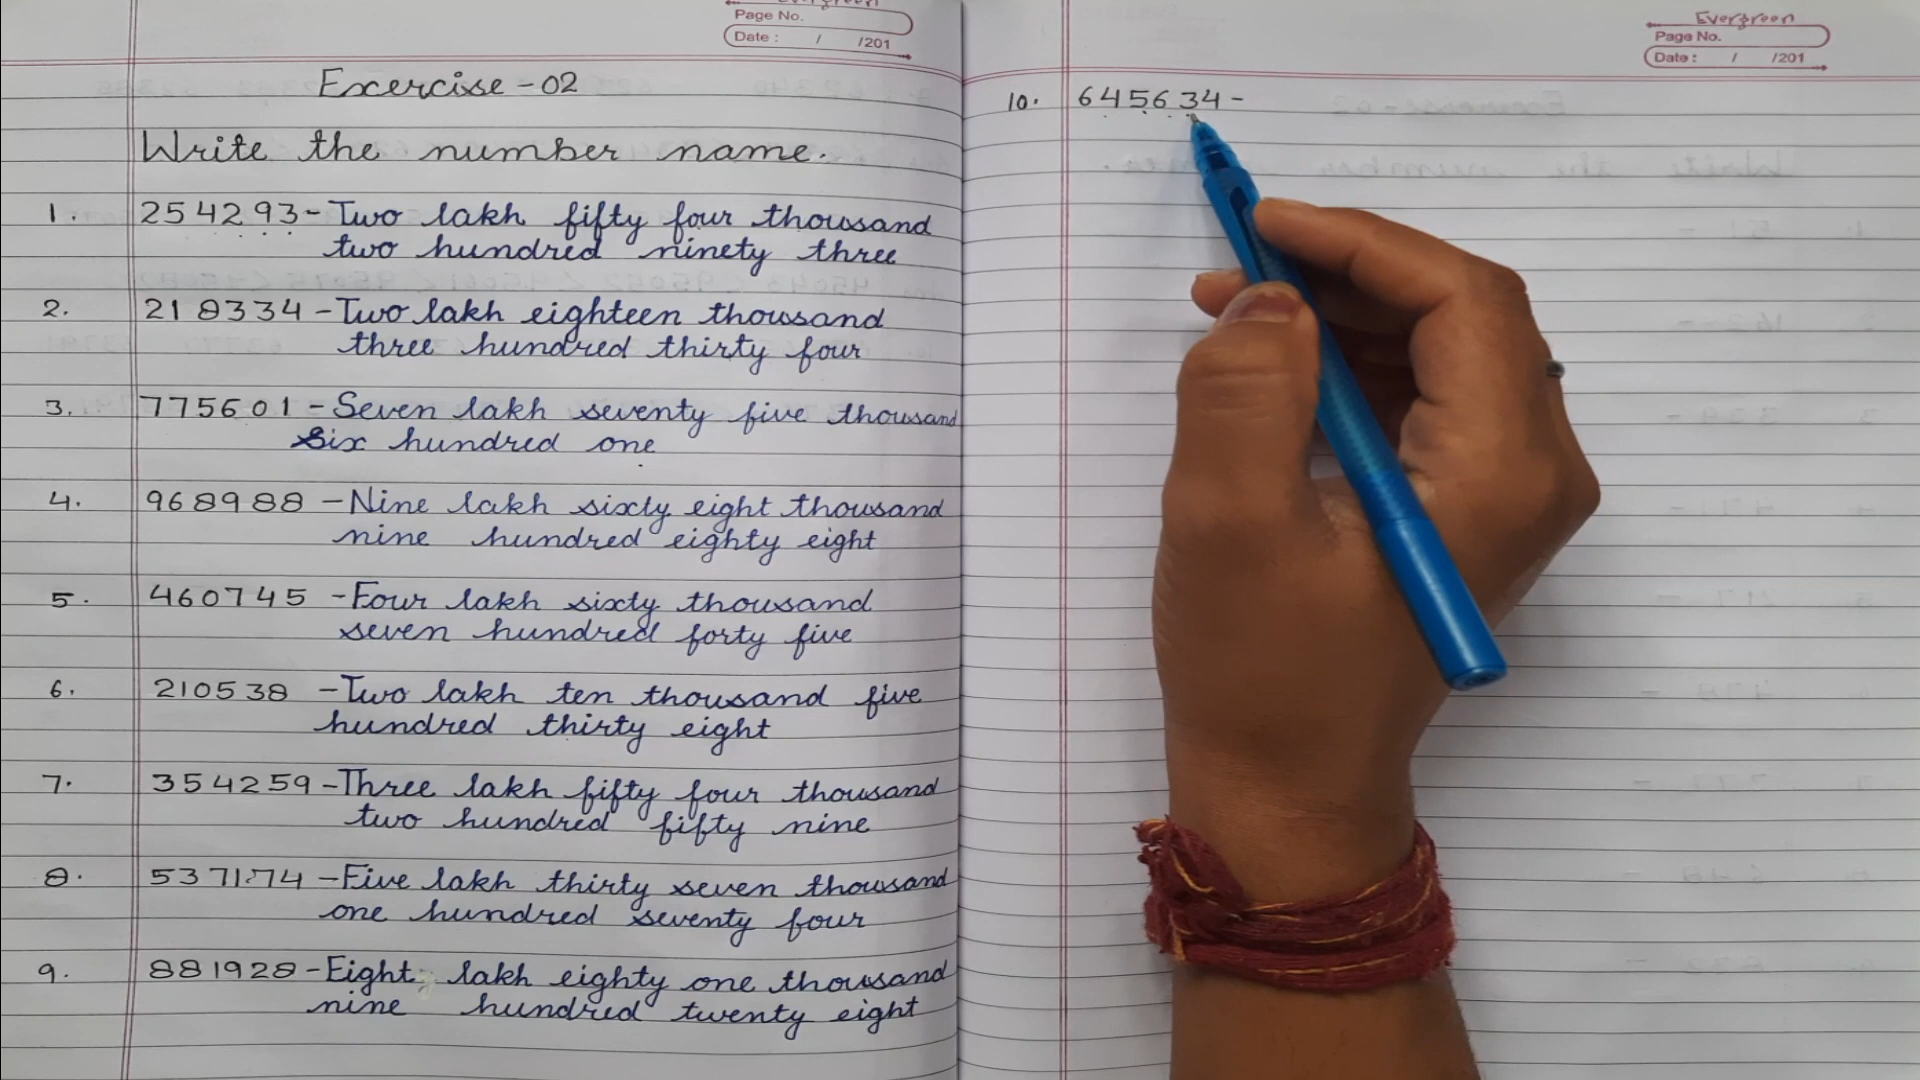 Evergreen
Page No.
Date : / /201
Excercise - 02
Write the number name.
1. 254293 - Two lakh fifty four thousand
two hundred ninety three
2. 218334 - Two lakh eighteen thousand
three hundred thirty four
3. 775601 - Seven lakh seventy five thousand
six hundred one
4. 968988 - Nine lakh sixty eight thousand
nine hundred eighty eight
5. 460745 - Four lakh sixty thousand
seven hundred forty five
6. 210538 - Two lakh ten thousand five
hundred thirty eight
7. 354259 - Three lakh fifty four thousand
two hundred fifty nine
8. 537174 - Five lakh thirty seven thousand
one hundred seventy four
9. 881928 - Eight lakh eighty one thousand
nine hundred twenty eight
Evergreen
Page No.
Date : / /201
10. 645634 -